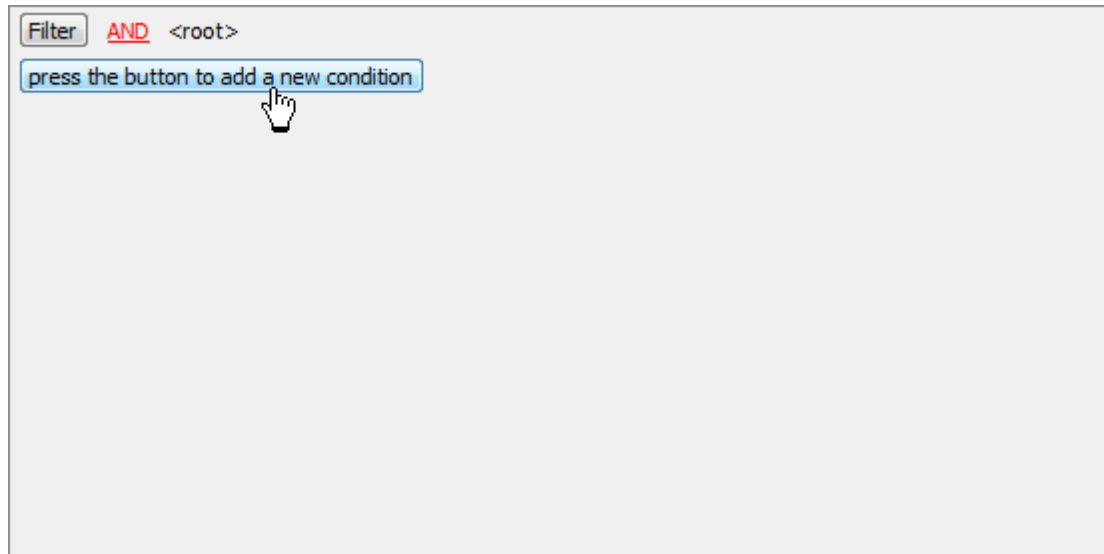 Filter AND <root>
press the button to add a new condition